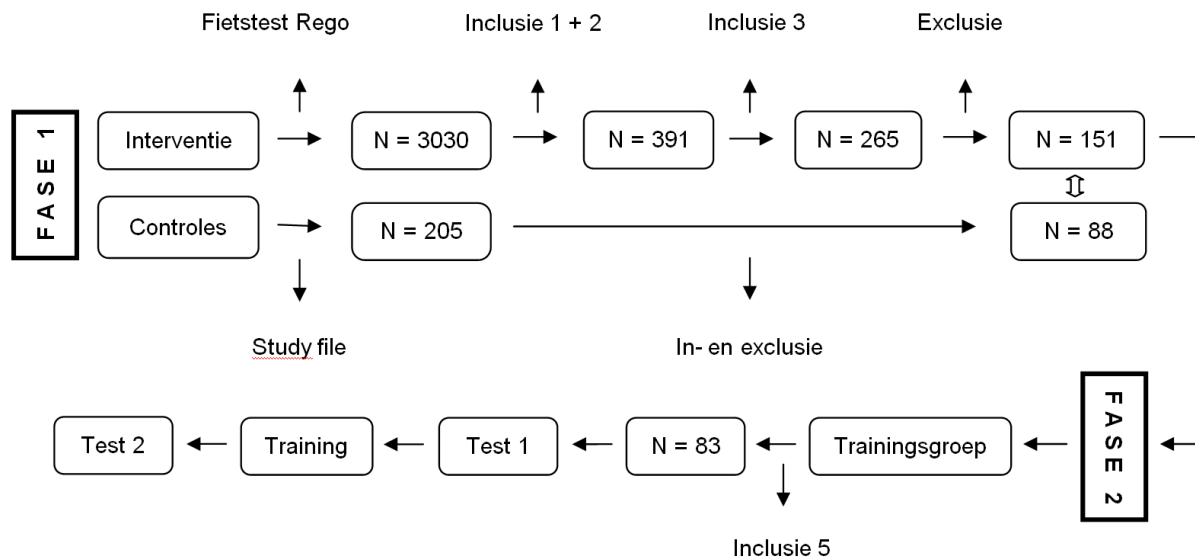 Fietstest Rego
Inclusie 1 + 2
Inclusie 3
Exclusie
FASE 1
Interventie
N = 3030
N = 391
N = 265
N = 151
Controles
N = 205
N = 88
Study file
In- en exclusie
Test 2
Training
Test 1
N = 83
Trainingsgroep
FASE 2
Inclusie 5